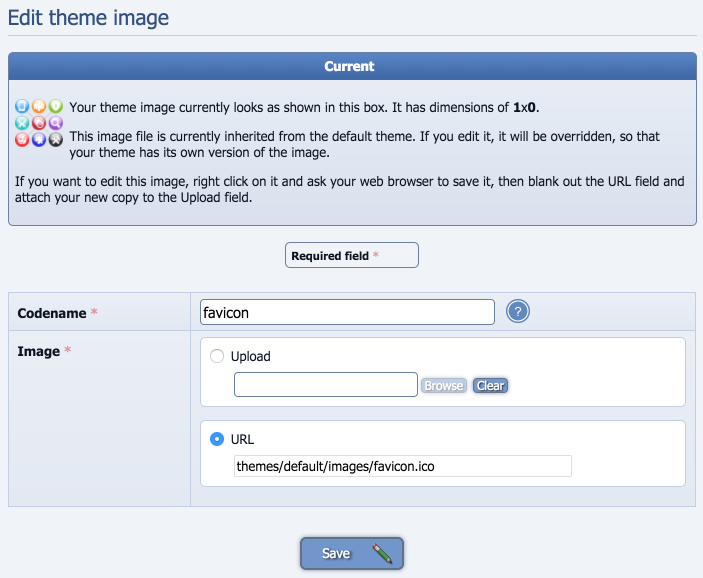 Edit theme image
Current
Your theme image currently looks as shown in this box. It has dimensions of 1x0.
This image file is currently inherited from the default theme. If you edit it, it will be overridden, so that
your theme has its own version of the image.
If you want to edit this image, right click on it and ask your web browser to save it, then blank out the URL field and
attach your new copy to the Upload field.
Required field *
Codename *
favicon
?
Image *
Upload
Browse
Clear
URL
themes/default/images/favicon.ico
Save